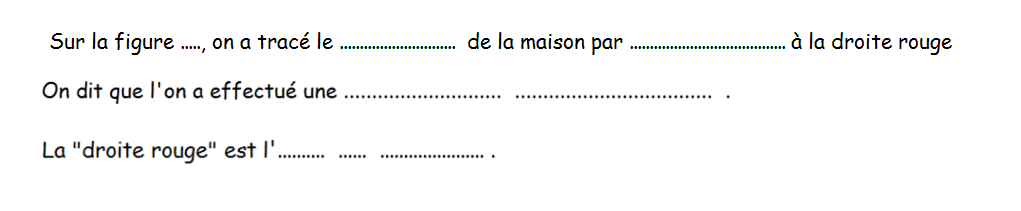 Sur la figure ....., on a tracé le ............................. de la maison par ....................................... à la droite rouge
On dit que l'on a effectué une ............................ ................................... .
La "droite rouge" est l'.......... ...... ....................... .